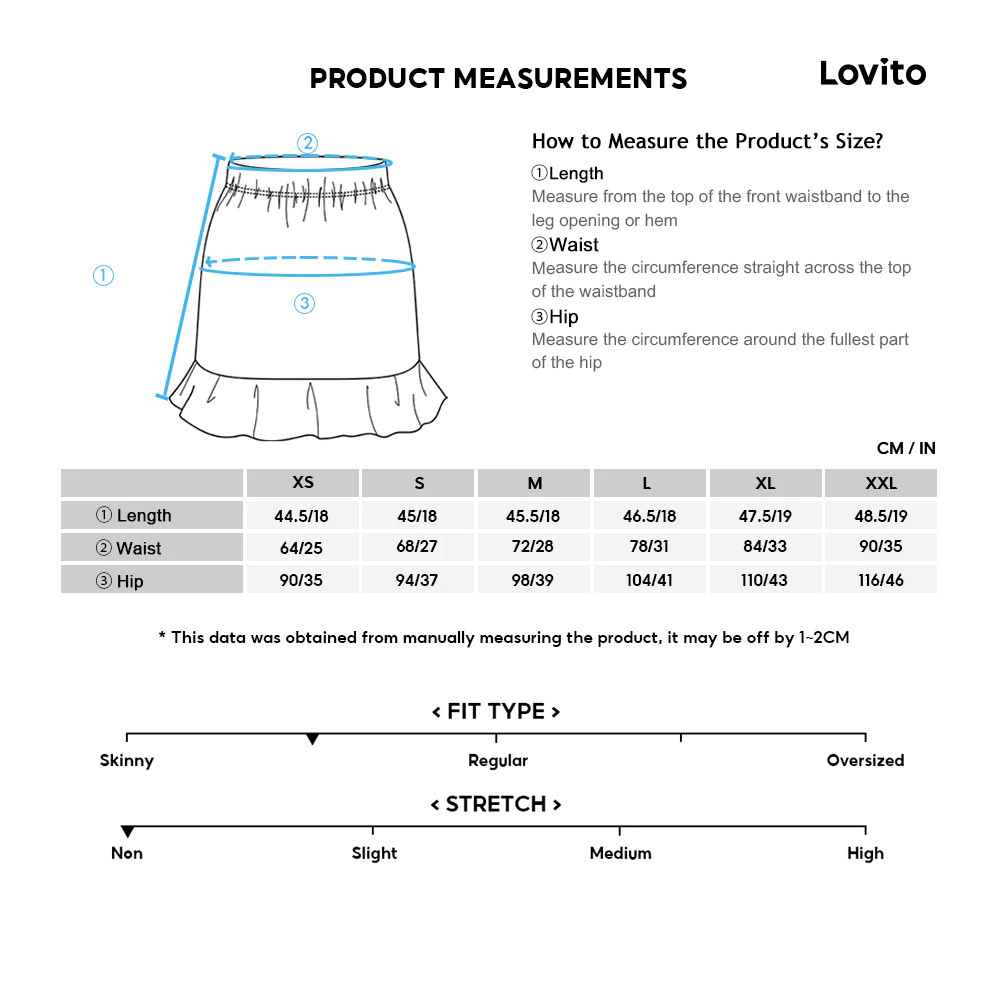 PRODUCT MEASUREMENTS
Lovito
②
①
③
How to Measure the Product's Size?
①Length
Measure from the top of the front waistband to the
leg opening or hem
②Waist
Measure the circumference straight across the top
of the waistband
③Hip
Measure the circumference around the fullest part
of the hip
CM / IN
XS S M L XL XXL
① Length 44.5/18 45/18 45.5/18 46.5/18 47.5/19 48.5/19
② Waist 64/25 68/27 72/28 78/31 84/33 90/35
③ Hip 90/35 94/37 98/39 104/41 110/43 116/46
* This data was obtained from manually measuring the product, it may be off by 1~2CM
< FIT TYPE >
Skinny Regular Oversized
< STRETCH >
Non Slight Medium High